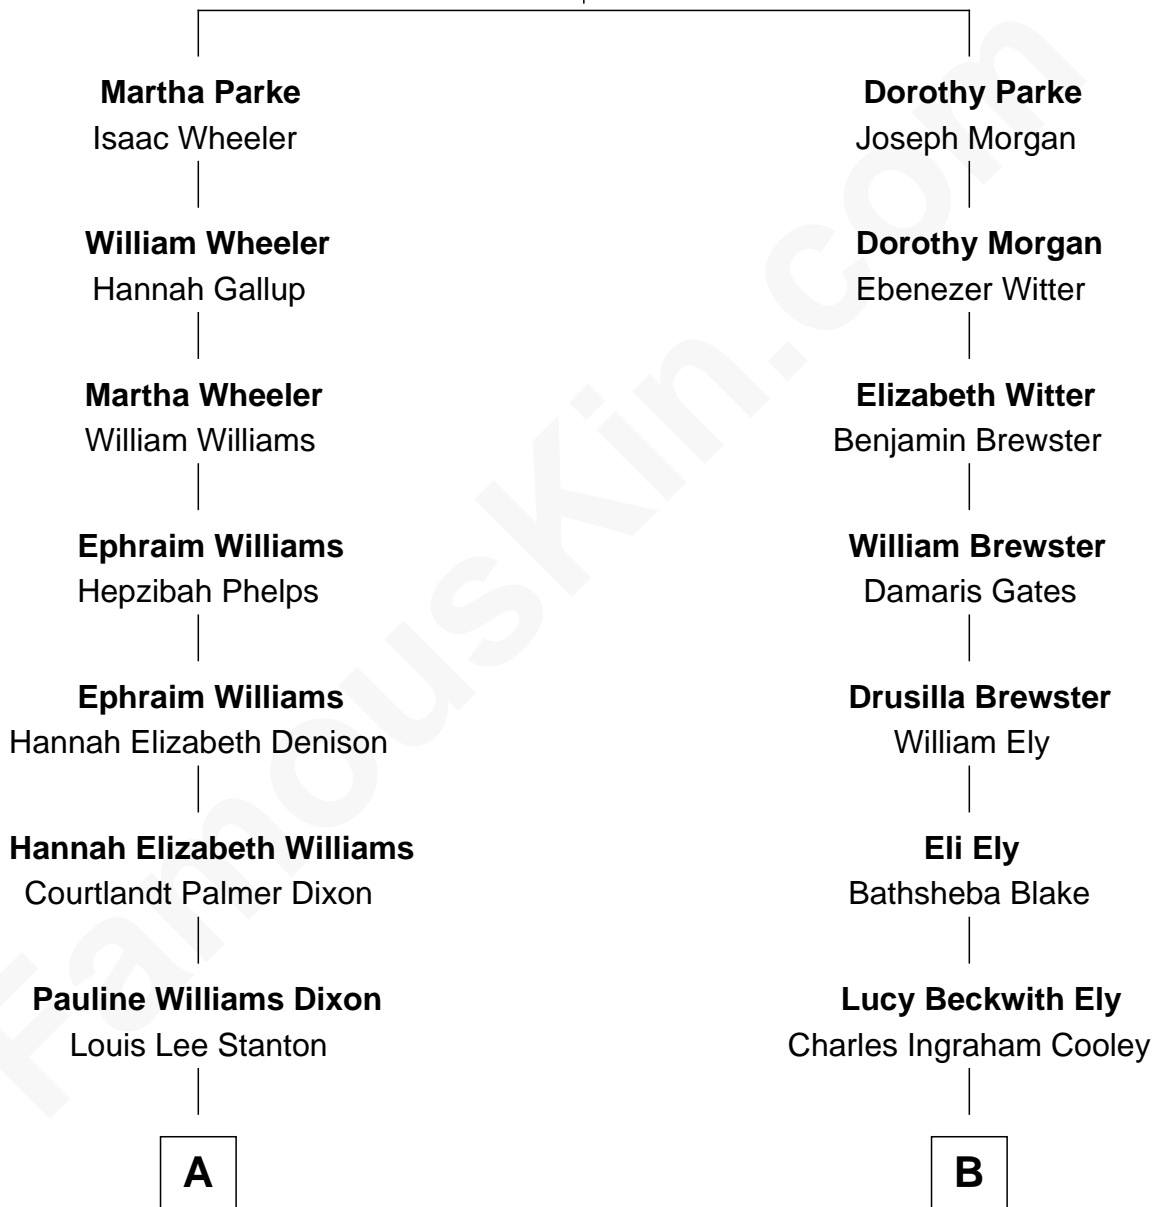 Martha Parke
Isaac Wheeler
William Wheeler
Hannah Gallup
Martha Wheeler
William Williams
Ephraim Williams
Hepzibah Phelps
Ephraim Williams
Hannah Elizabeth Denison
Hannah Elizabeth Williams
Courtlandt Palmer Dixon
Pauline Williams Dixon
Louis Lee Stanton
A
Dorothy Parke
Joseph Morgan
Dorothy Morgan
Ebenezer Witter
Elizabeth Witter
Benjamin Brewster
William Brewster
Damaris Gates
Drusilla Brewster
William Ely
Eli Ely
Bathsheba Blake
Lucy Beckwith Ely
Charles Ingraham Cooley
B
FamousKin.com